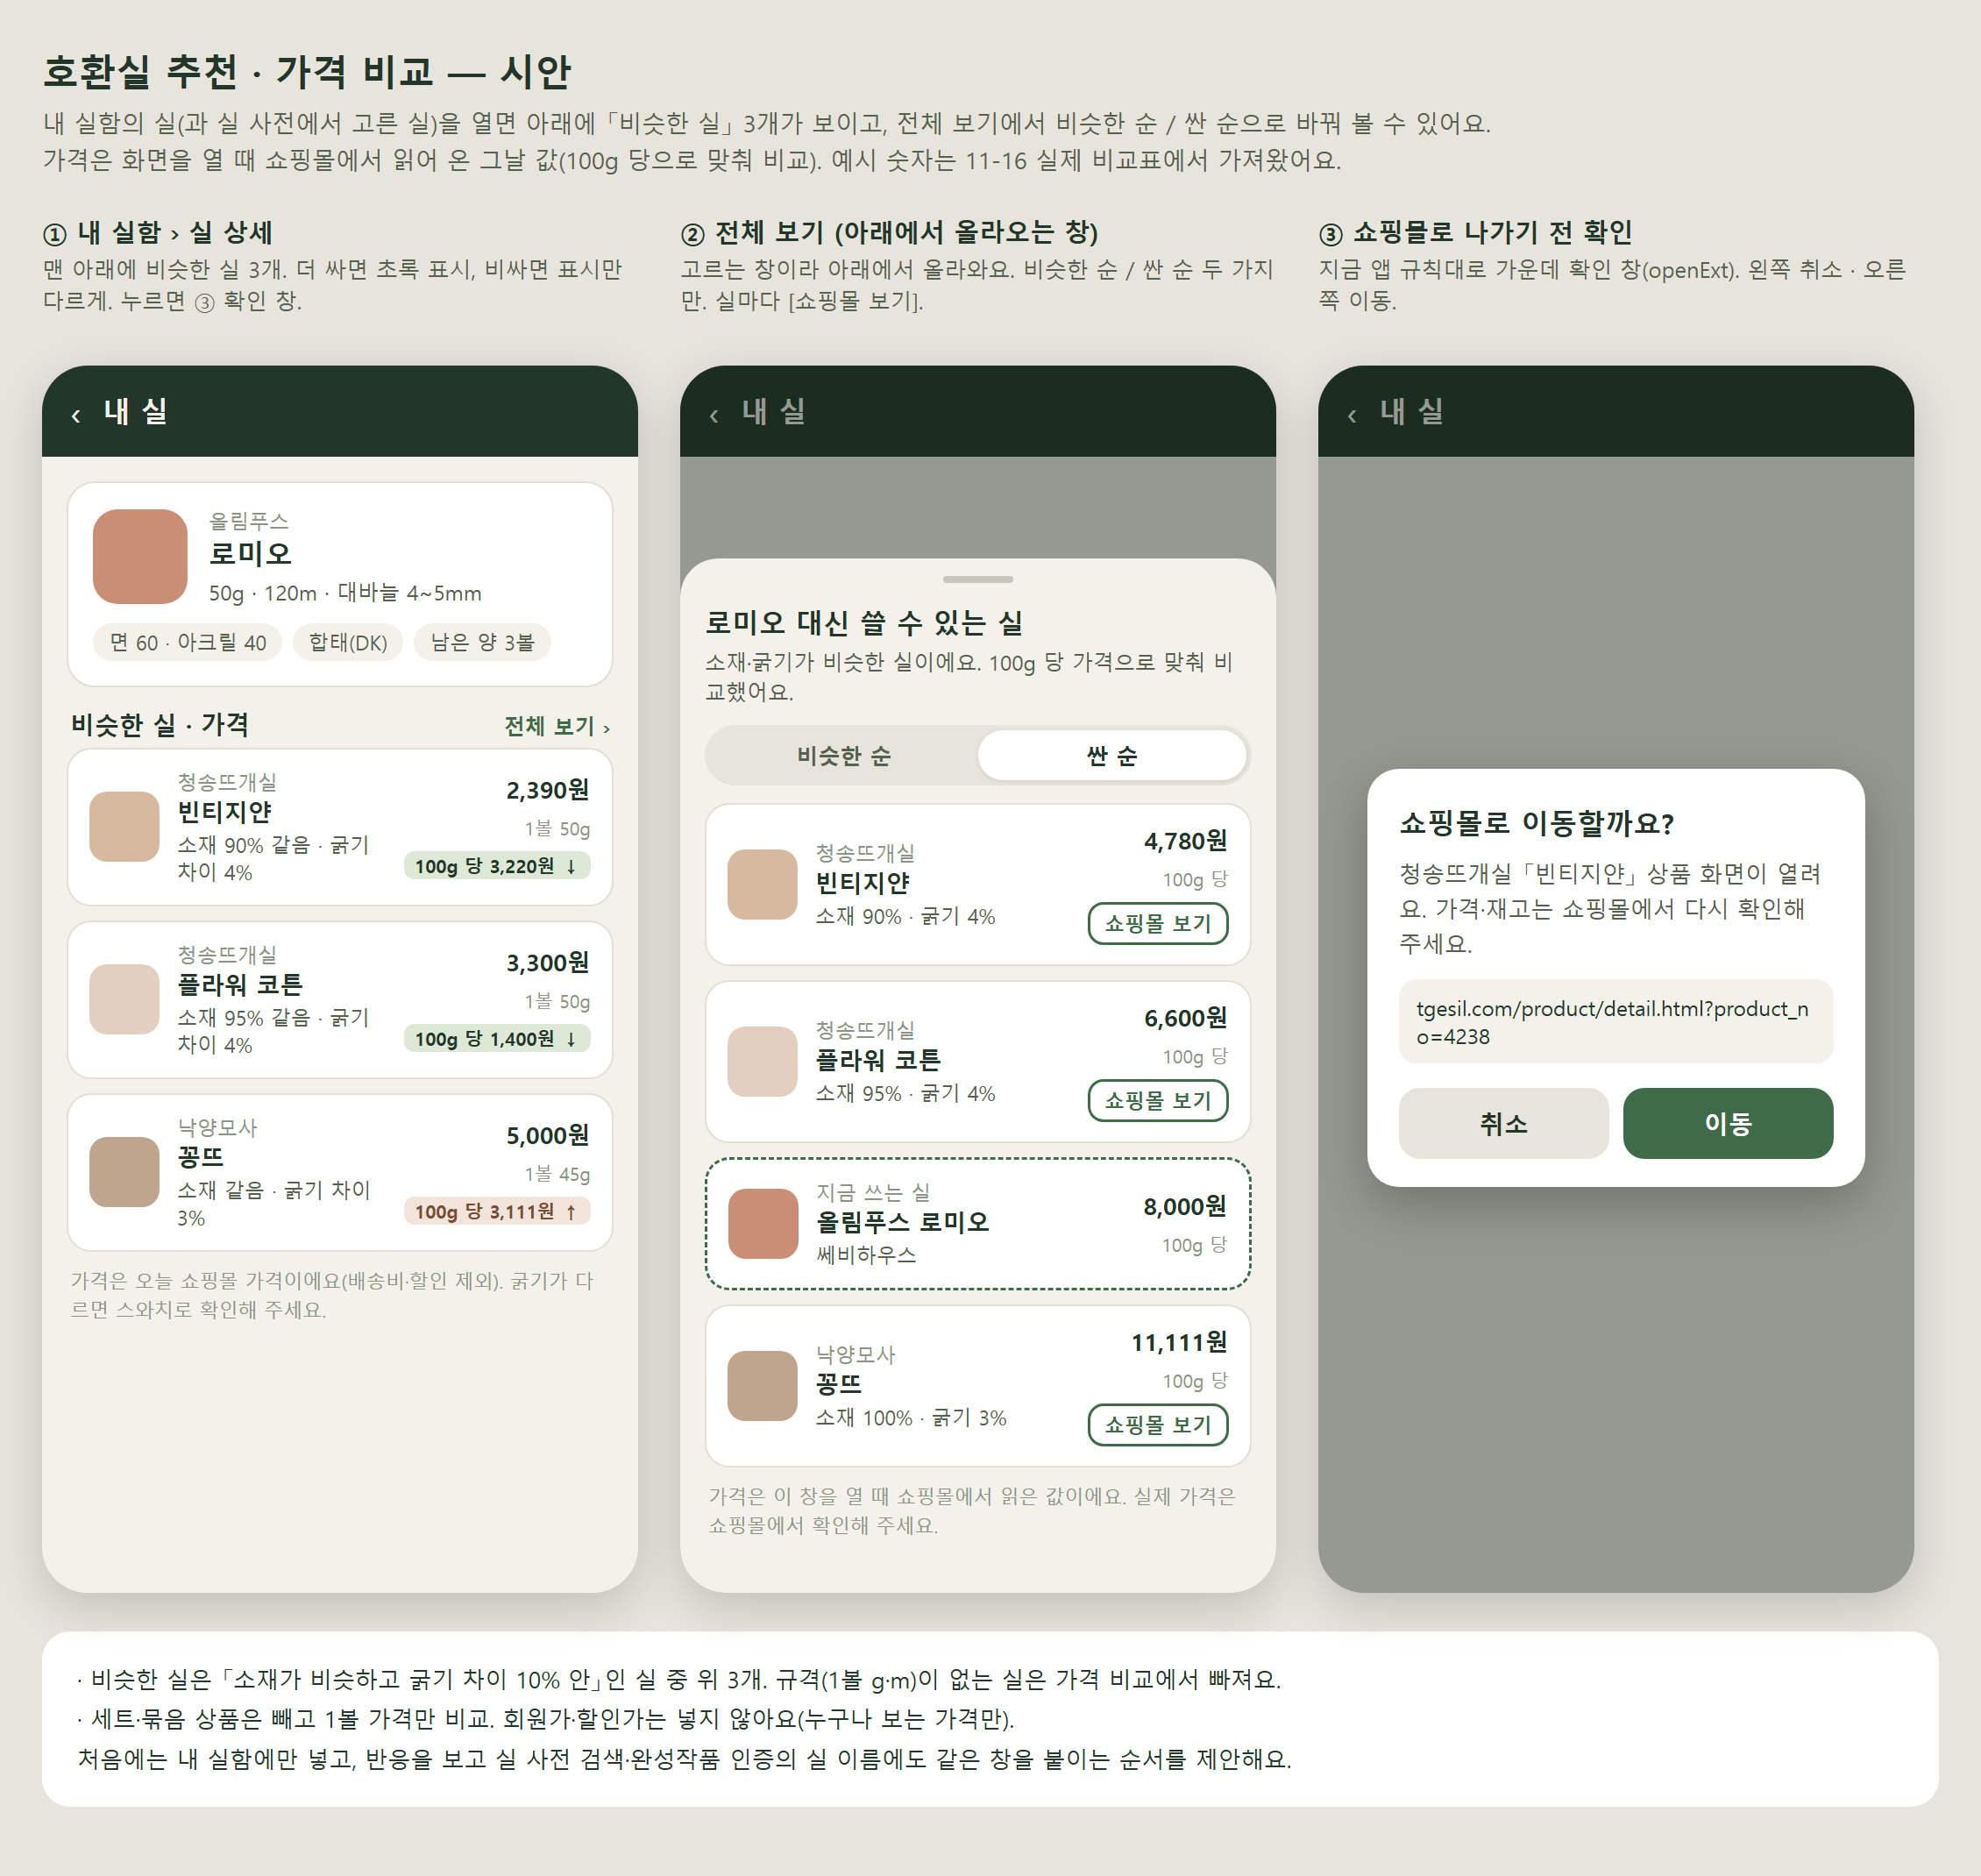 호환실 추천 · 가격 비교 — 시안
내 실함의 실(과 실 사전에서 고른 실)을 열면 아래에 「비슷한 실」 3개가 보이고, 전체 보기에서 비슷한 순 / 싼 순으로 바꿔 볼 수 있어요.
가격은 화면을 열 때 쇼핑몰에서 읽어 온 그날 값(100g 당으로 맞춰 비교). 예시 숫자는 11-16 실제 비교표에서 가져왔어요.
① 내 실함 › 실 상세
맨 아래에 비슷한 실 3개. 더 싸면 초록 표시, 비싸면 표시만
다르게. 누르면 ③ 확인 창.
‹ 내 실
올림푸스
로미오
50g · 120m · 대바늘 4~5mm
면 60 · 아크릴 40
합태(DK)
남은 양 3볼
비슷한 실 · 가격
전체 보기 ›
청송뜨개실
빈티지얀
소재 90% 같음 · 굵기
차이 4%
2,390원
1볼 50g
100g 당 3,220원 ↓
청송뜨개실
플라워 코튼
소재 95% 같음 · 굵기
차이 4%
3,300원
1볼 50g
100g 당 1,400원 ↓
낙양모사
꽁뜨
소재 같음 · 굵기 차이
3%
5,000원
1볼 45g
100g 당 3,111원 ↑
가격은 오늘 쇼핑몰 가격이에요(배송비·할인 제외). 굵기가 다
르면 스와치로 확인해 주세요.
② 전체 보기 (아래에서 올라오는 창)
고르는 창이라 아래에서 올라와요. 비슷한 순 / 싼 순 두 가지
만. 실마다 [쇼핑몰 보기].
‹ 내 실
로미오 대신 쓸 수 있는 실
소재·굵기가 비슷한 실이에요. 100g 당 가격으로 맞춰 비
교했어요.
비슷한 순
싼 순
청송뜨개실
빈티지얀
소재 90% · 굵기 4%
4,780원
100g 당
쇼핑몰 보기
청송뜨개실
플라워 코튼
소재 95% · 굵기 4%
6,600원
100g 당
쇼핑몰 보기
지금 쓰는 실
올림푸스 로미오
쎄비하우스
8,000원
100g 당
낙양모사
꽁뜨
소재 100% · 굵기 3%
11,111원
100g 당
쇼핑몰 보기
가격은 이 창을 열 때 쇼핑몰에서 읽은 값이에요. 실제 가격은
쇼핑몰에서 확인해 주세요.
③ 쇼핑몰로 나가기 전 확인
지금 앱 규칙대로 가운데 확인 창(openExt). 왼쪽 취소 · 오른
쪽 이동.
‹ 내 실
쇼핑몰로 이동할까요?
청송뜨개실 「빈티지얀」 상품 화면이 열려
요. 가격·재고는 쇼핑몰에서 다시 확인해
주세요.
tgesil.com/product/detail.html?product_n
o=4238
취소
이동
· 비슷한 실은 「소재가 비슷하고 굵기 차이 10% 안」인 실 중 위 3개. 규격(1볼 g·m)이 없는 실은 가격 비교에서 빠져요.
· 세트·묶음 상품은 빼고 1볼 가격만 비교. 회원가·할인가는 넣지 않아요(누구나 보는 가격만).
처음에는 내 실함에만 넣고, 반응을 보고 실 사전 검색·완성작품 인증의 실 이름에도 같은 창을 붙이는 순서를 제안해요.